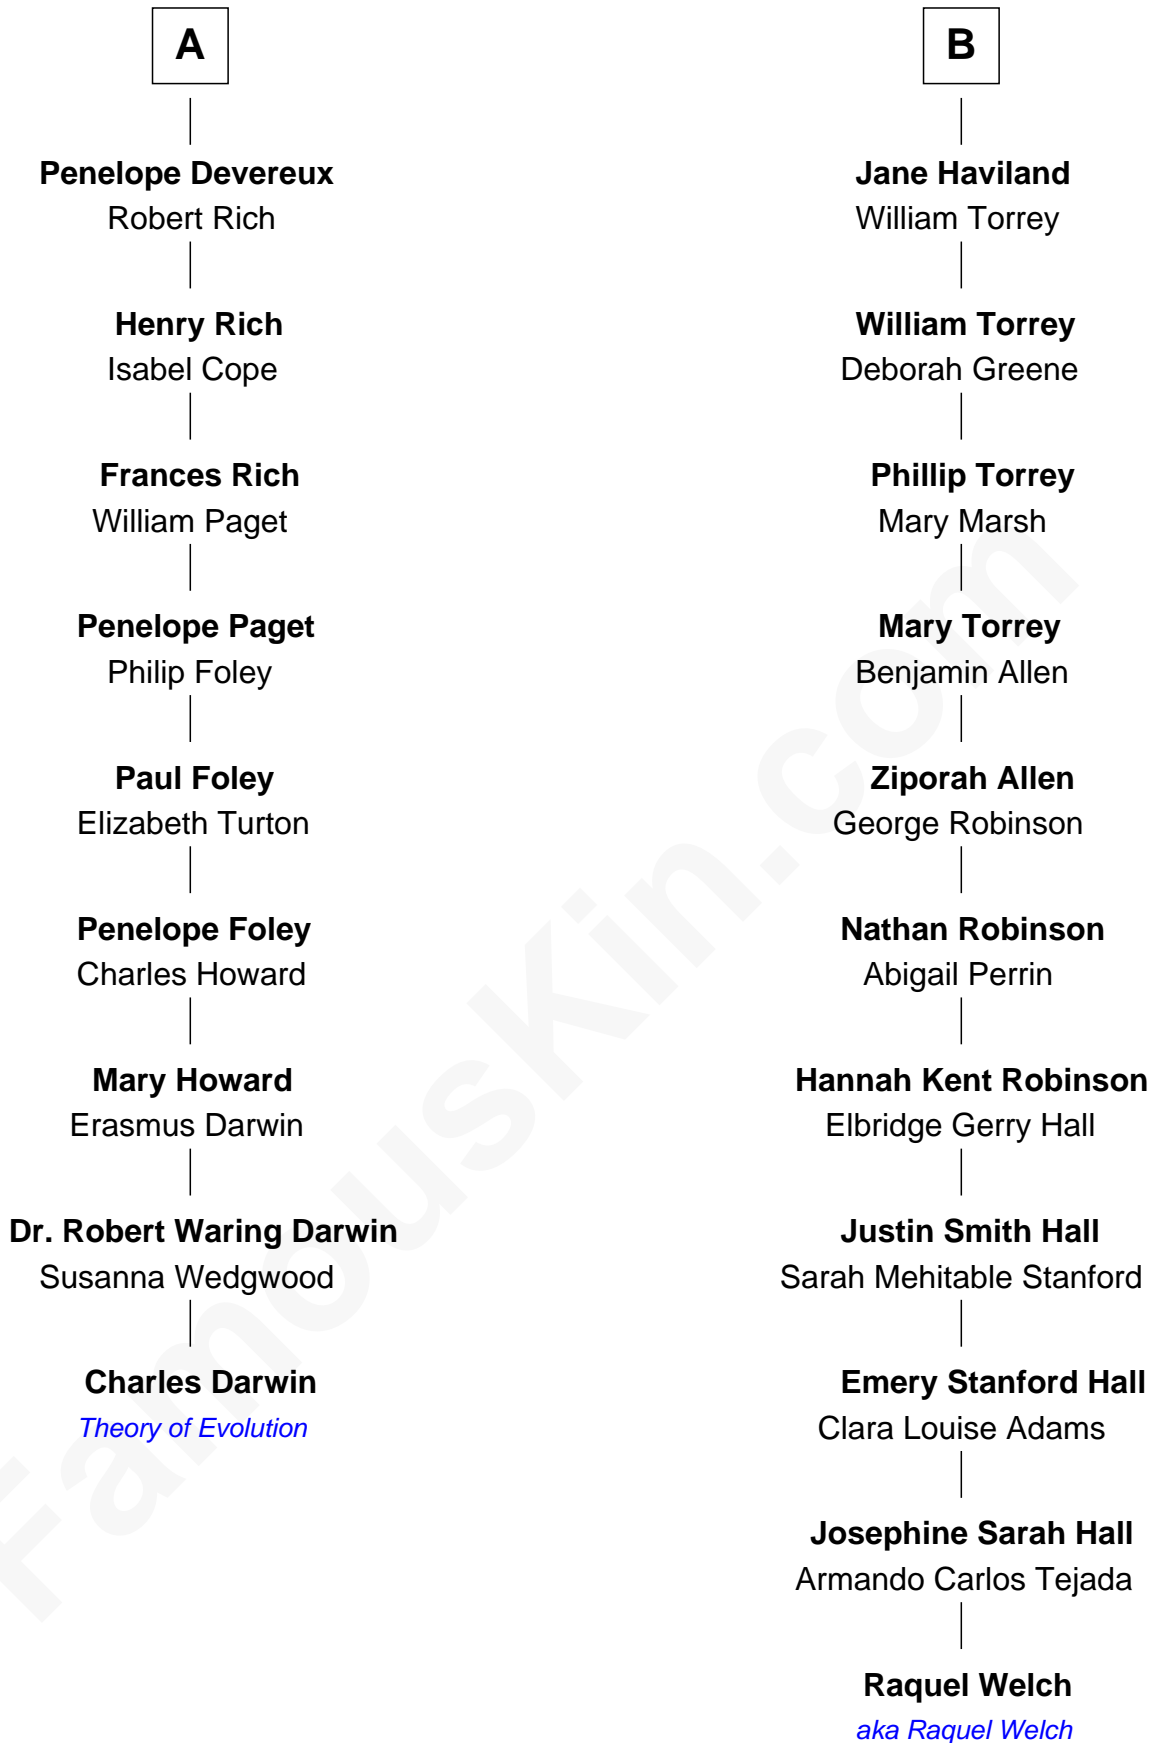 A
Penelope Devereux
Robert Rich
Henry Rich
Isabel Cope
Frances Rich
William Paget
Penelope Paget
Philip Foley
Paul Foley
Elizabeth Turton
Penelope Foley
Charles Howard
Mary Howard
Erasmus Darwin
Dr. Robert Waring Darwin
Susanna Wedgwood
Charles Darwin
Theory of Evolution
B
Jane Haviland
William Torrey
William Torrey
Deborah Greene
Phillip Torrey
Mary Marsh
Mary Torrey
Benjamin Allen
Ziporah Allen
George Robinson
Nathan Robinson
Abigail Perrin
Hannah Kent Robinson
Elbridge Gerry Hall
Justin Smith Hall
Sarah Mehitable Stanford
Emery Stanford Hall
Clara Louise Adams
Josephine Sarah Hall
Armando Carlos Tejada
Raquel Welch
aka Raquel Welch
FamousKin.com